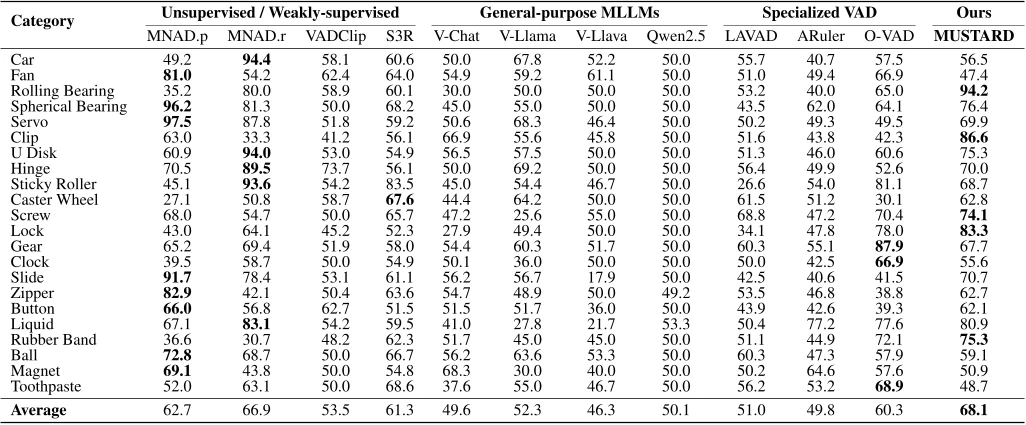 Category Unsupervised / Weakly-supervised General-purpose MLLMs Specialized VAD Ours
MNAD.p MNAD.r VADClip S3R V-Chat V-Llama V-Llava Qwen2.5 LAVAD ARuler O-VAD MUSTARD
Car 49.2 94.4 58.1 60.6 50.0 67.8 52.2 50.0 55.7 40.7 57.5 56.5
Fan 81.0 54.2 62.4 64.0 54.9 59.2 61.1 50.0 51.0 49.4 66.9 47.4
Rolling Bearing 35.2 80.0 58.9 60.1 30.0 50.0 50.0 50.0 53.2 40.0 65.0 94.2
Spherical Bearing 96.2 81.3 50.0 68.2 45.0 55.0 50.0 50.0 43.5 62.0 64.1 76.4
Servo 97.5 87.8 51.8 59.2 50.6 68.3 46.4 50.0 50.2 49.3 49.5 69.9
Clip 63.0 33.3 41.2 56.1 66.9 55.6 45.8 50.0 51.6 43.8 42.3 86.6
U Disk 60.9 94.0 53.0 54.9 56.5 57.5 50.0 50.0 51.3 46.0 60.6 75.3
Hinge 70.5 89.5 73.7 56.1 50.0 69.2 50.0 50.0 56.4 49.9 52.6 70.0
Sticky Roller 45.1 93.6 54.2 83.5 45.0 54.4 46.7 50.0 26.6 54.0 81.1 68.7
Caster Wheel 27.1 50.8 58.7 67.6 44.4 64.2 50.0 50.0 61.5 51.2 30.1 62.8
Screw 68.0 54.7 50.0 65.7 47.2 25.6 55.0 50.0 68.8 47.2 70.4 74.1
Lock 43.0 64.1 45.2 52.3 27.9 49.4 50.0 50.0 34.1 47.8 78.0 83.3
Gear 65.2 69.4 51.9 58.0 54.4 60.3 51.7 50.0 60.3 55.1 87.9 67.7
Clock 39.5 58.7 50.0 54.9 50.1 36.0 50.0 50.0 50.0 42.5 66.9 55.6
Slide 91.7 78.4 53.1 61.1 56.2 56.7 17.9 50.0 42.5 40.6 41.5 70.7
Zipper 82.9 42.1 50.4 63.6 54.7 48.9 50.0 49.2 53.5 46.8 38.8 62.7
Button 66.0 56.8 62.7 51.5 51.5 51.7 36.0 50.0 43.9 42.6 39.3 62.1
Liquid 67.1 83.1 54.2 59.5 41.0 27.8 21.7 53.3 50.4 77.2 77.6 80.9
Rubber Band 36.6 30.7 48.2 62.3 51.7 45.0 45.0 50.0 51.1 44.9 72.1 75.3
Ball 72.8 68.7 50.0 66.7 56.2 63.6 53.3 50.0 60.3 47.3 57.9 59.1
Magnet 69.1 43.8 50.0 54.8 68.3 30.0 40.0 50.0 50.2 64.6 57.6 50.9
Toothpaste 52.0 63.1 50.0 68.6 37.6 55.0 46.7 50.0 56.2 53.2 68.9 48.7
Average 62.7 66.9 53.5 61.3 49.6 52.3 46.3 50.1 51.0 49.8 60.3 68.1